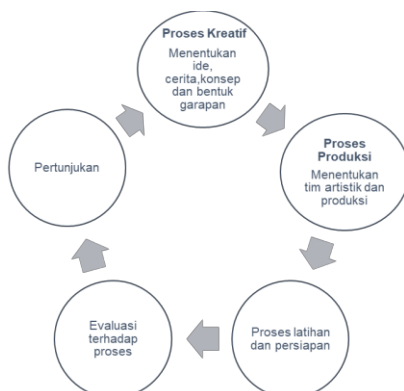 Proses Kreatif
Menentukan
ide,
cerita,konsep
dan bentuk
garapan
Proses
Produksi
Menentukan
tim artistik dan
produksi
Proses latihan
dan persiapan
Evaluasi
terhadap
proses
Pertunjukan